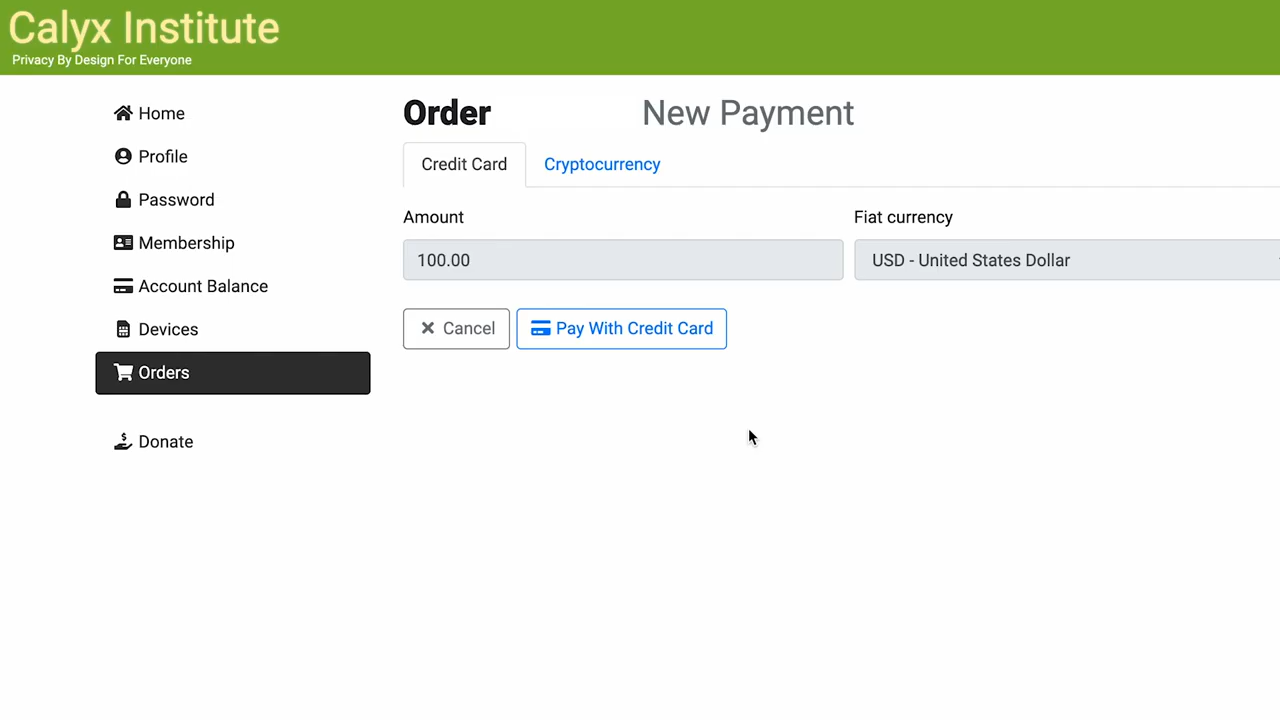 Calyx Institute
Privacy By Design For Everyone
Home
Profile
Password
Membership
Account Balance
Devices
Orders
Donate
Order New Payment
Credit Card Cryptocurrency
Amount Fiat currency
100.00 USD - United States Dollar
Cancel Pay With Credit Card